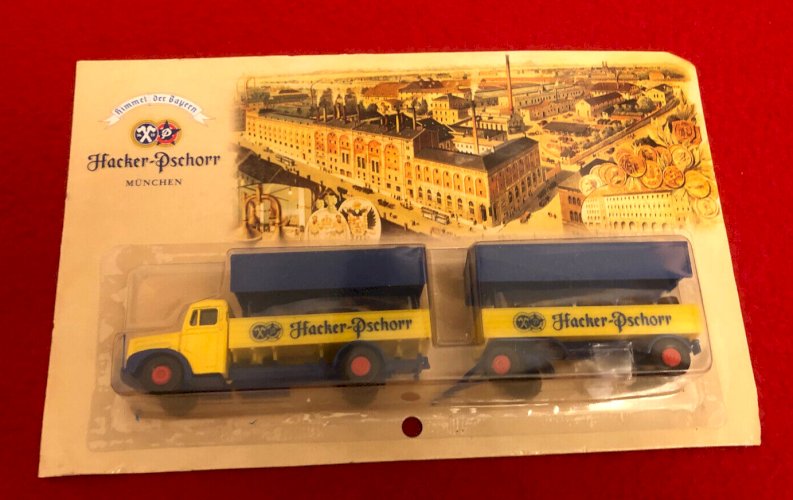 Himmel der Bayern
Hacker-Pschorr
MÜNCHEN
Hacker-Pschorr
Hacker-Pschorr